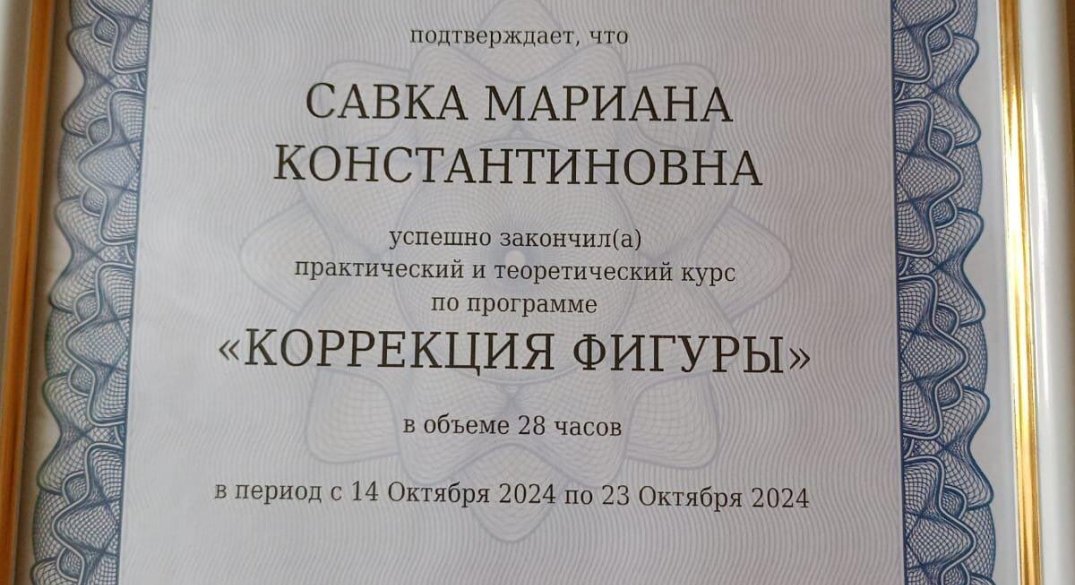 подтверждает, что
САВКА МАРИАНА
КОНСТАНТИНОВНА
успешно закончил(а)
практический и теоретический курс
по программе
«КОРРЕКЦИЯ ФИГУРЫ»
в объеме 28 часов
в период с 14 Октября 2024 по 23 Октября 2024